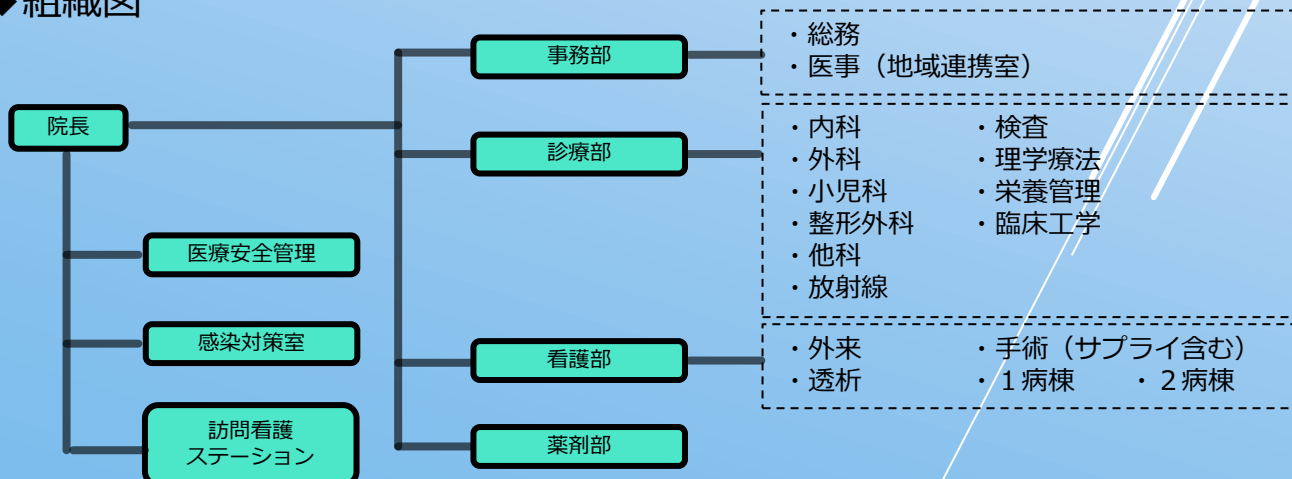 ◆組織図
院長
医療安全管理
感染対策室
訪問看護
ステーション
事務部
・総務
・医事（地域連携室）
診療部
・内科 ・検査
・外科 ・理学療法
・小児科 ・栄養管理
・整形外科 ・臨床工学
・他科
・放射線
看護部
・外来 ・手術（サプライ含む）
・透析 ・１病棟 ・２病棟
薬剤部